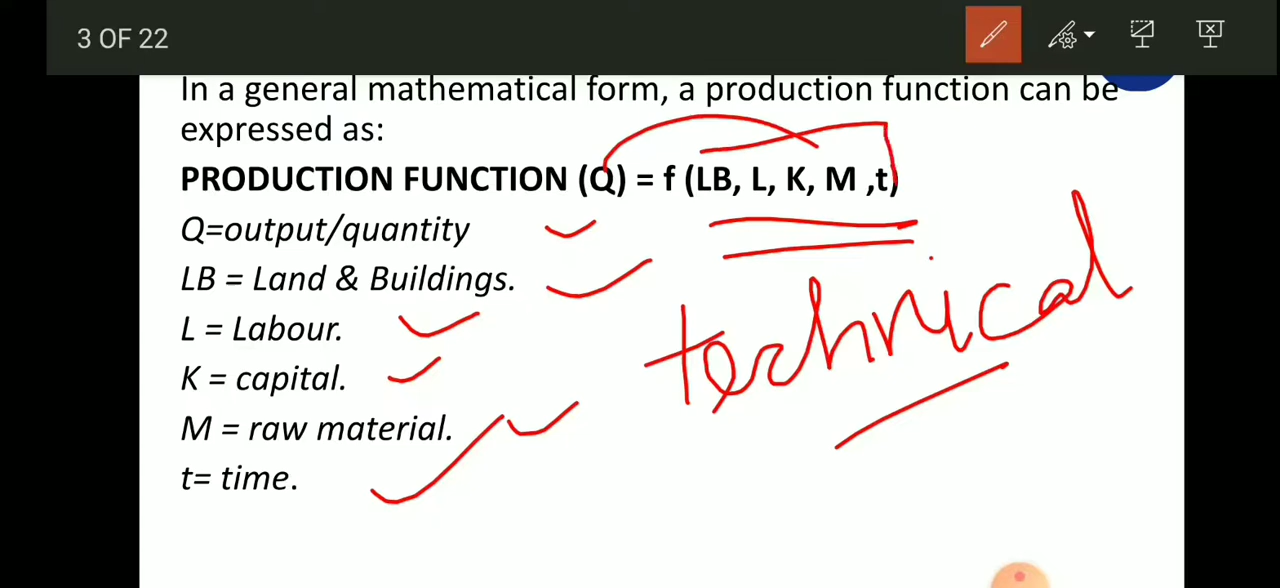 3 OF 22
In a general mathematical form, a production function can be
expressed as:
PRODUCTION FUNCTION (Q) = f (LB, L, K, M ,t)
Q=output/quantity
LB = Land & Buildings.
L = Labour.
K = capital.
M = raw material.
t= time.
technical